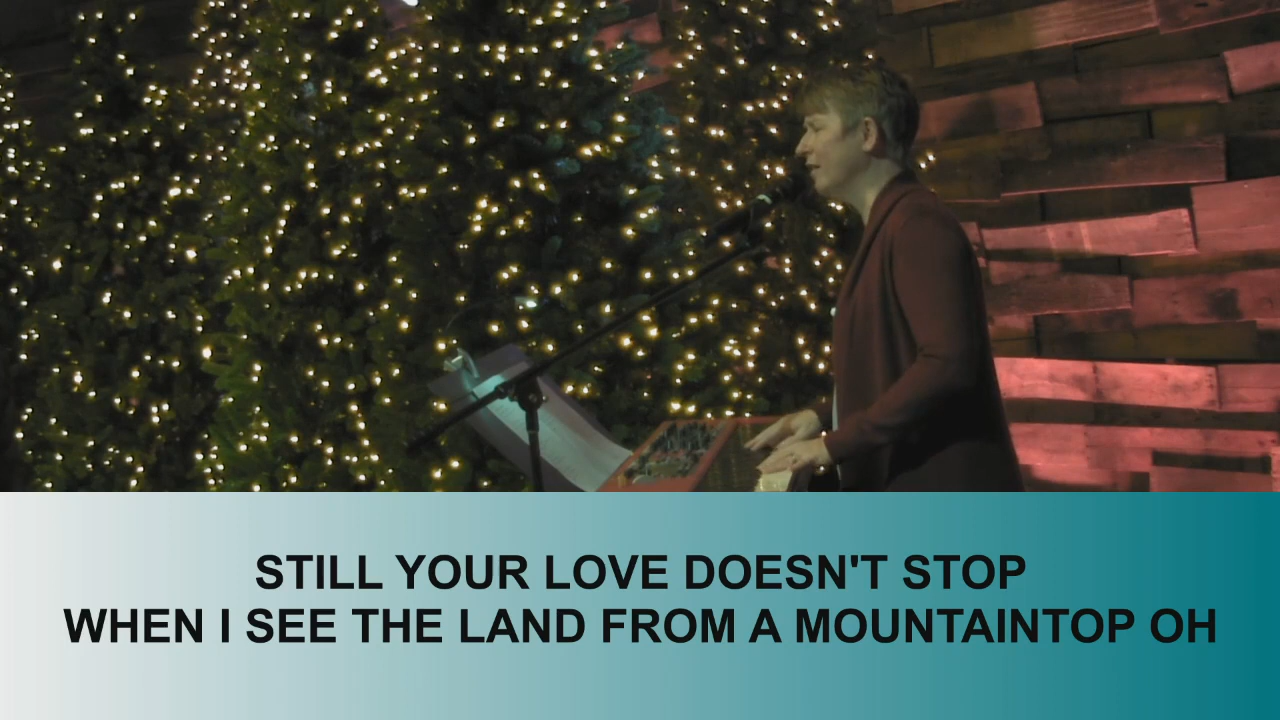 STILL YOUR LOVE DOESN'T STOP
WHEN I SEE THE LAND FROM A MOUNTAINTOP OH